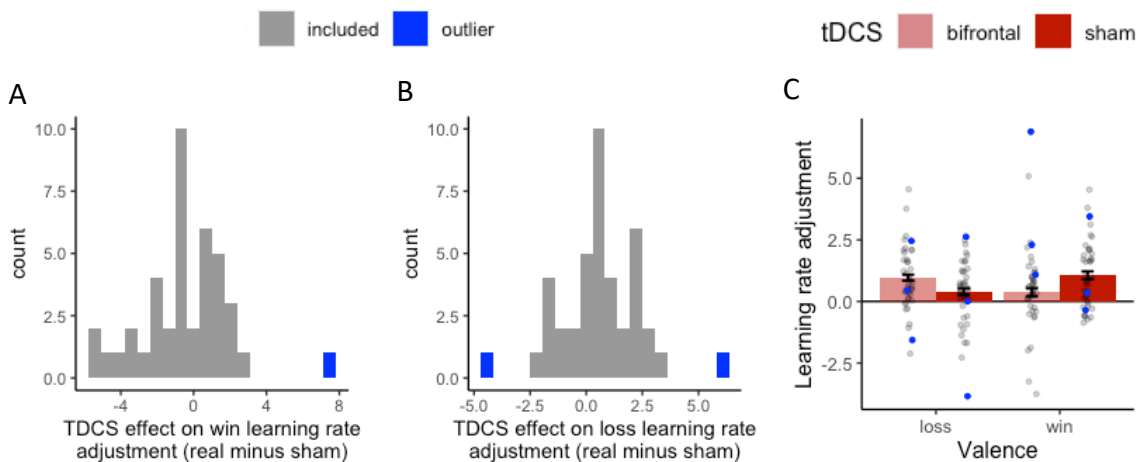 included
outlier
tDCS
bifrontal
sham
A
B
C
10.0
7.5
5.0
2.5
0.0
count
-4
0
4
8
TDCS effect on win learning rate
adjustment (real minus sham)
10.0
7.5
5.0
2.5
0.0
count
-5.0
-2.5
0.0
2.5
5.0
TDCS effect on loss learning rate
adjustment (real minus sham)
5.0
2.5
0.0
-2.5
Learning rate adjustment
loss
win
Valence